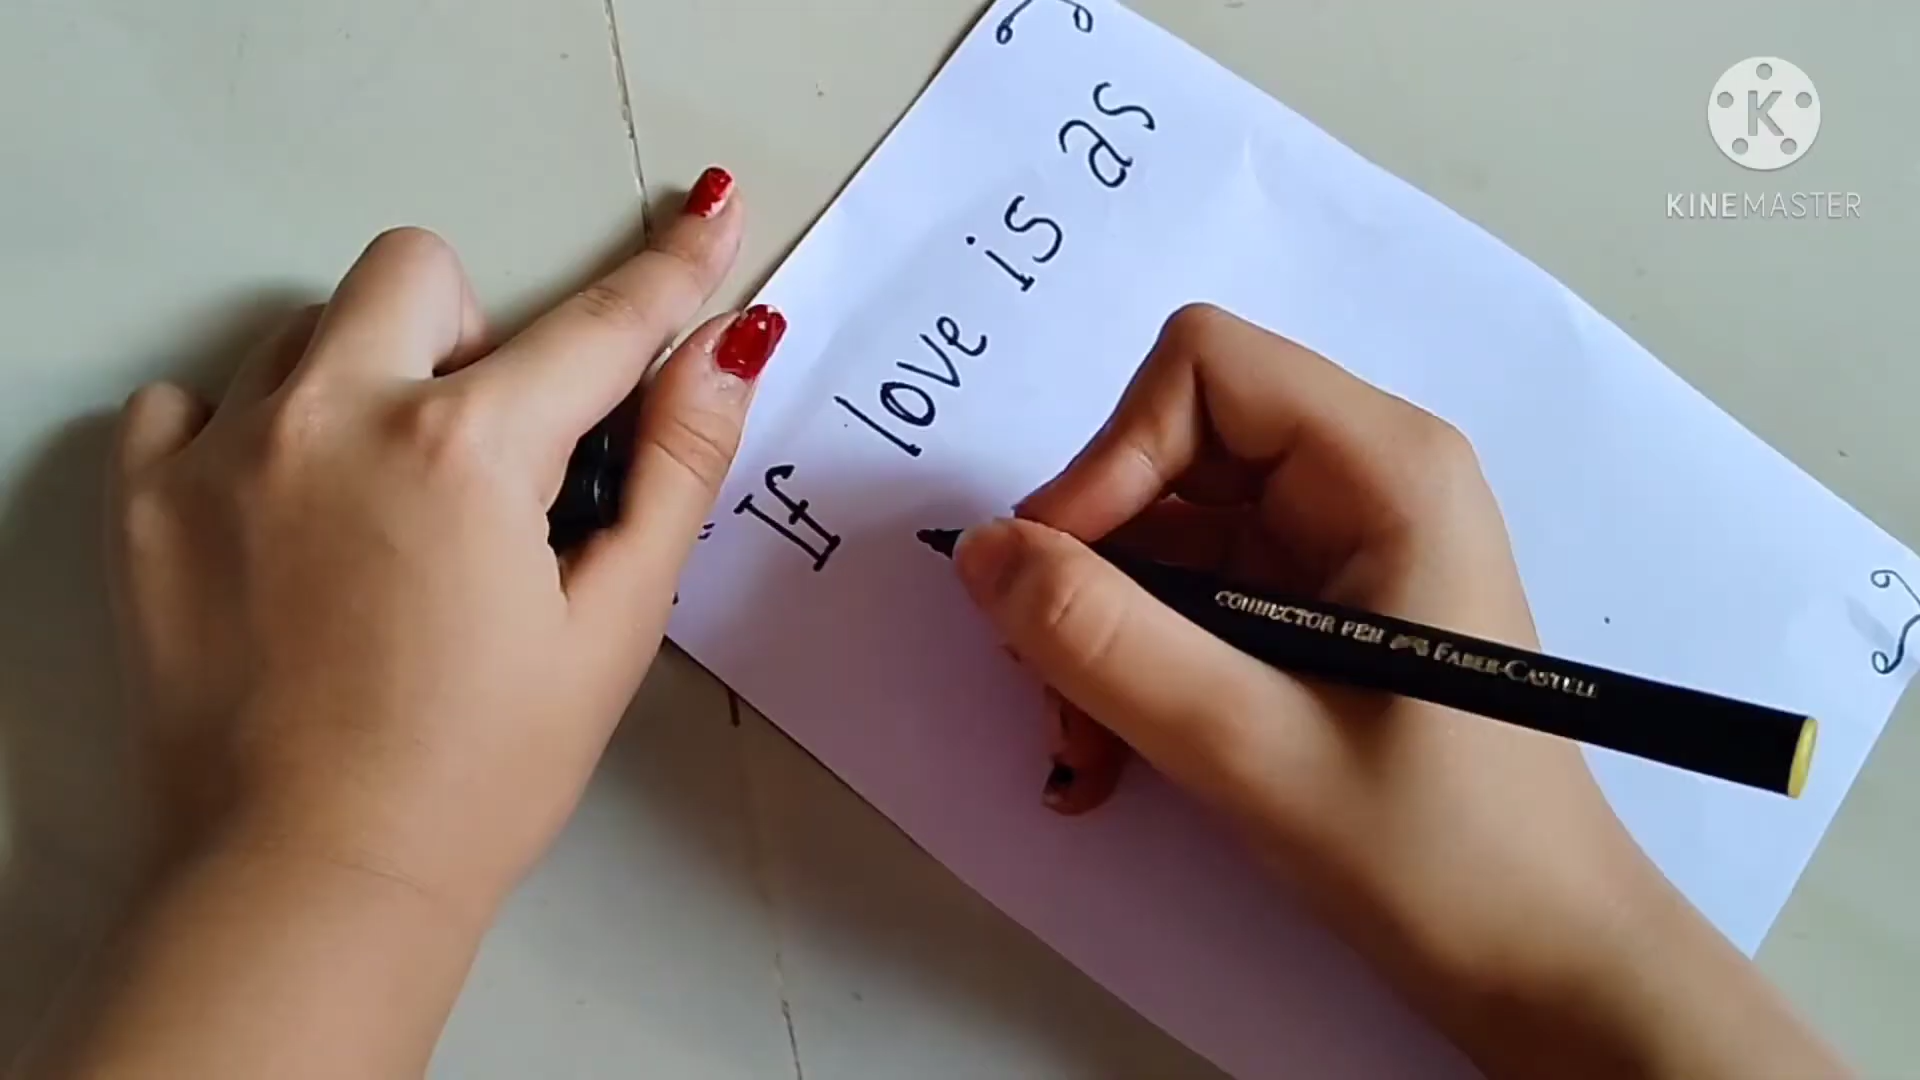 " If love is as
CONNECTOR PEN FABER-CASTELL
K
KINEMASTER